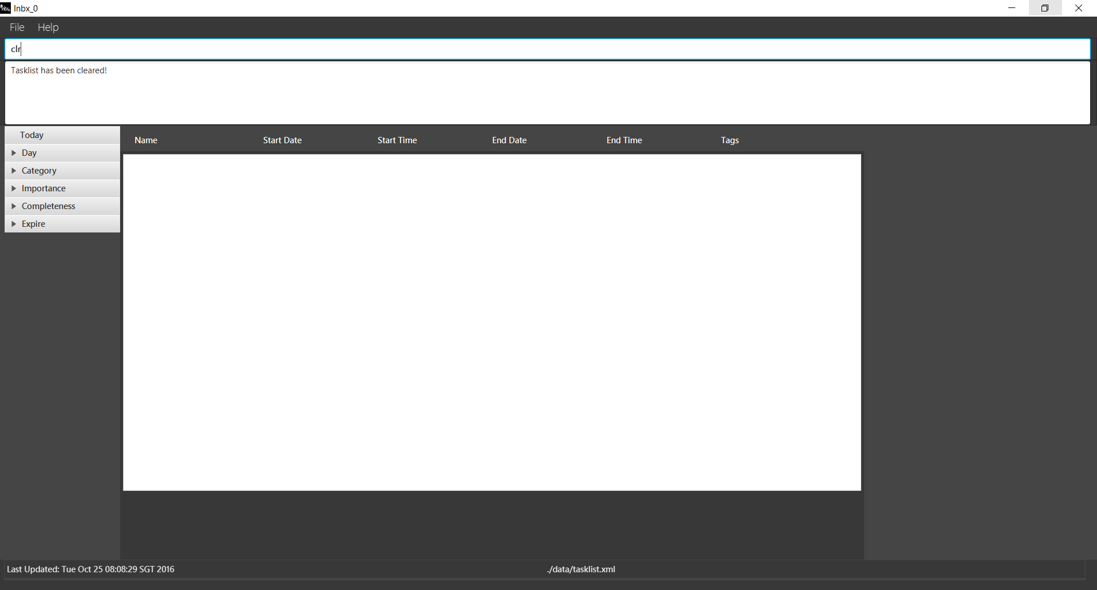 Inbx_0
File Help
clr
Tasklist has been cleared!
Today
Day
Category
Importance
Completeness
Expire
Name Start Date Start Time End Date End Time Tags
Last Updated: Tue Oct 25 08:08:29 SGT 2016 ./data/tasklist.xml